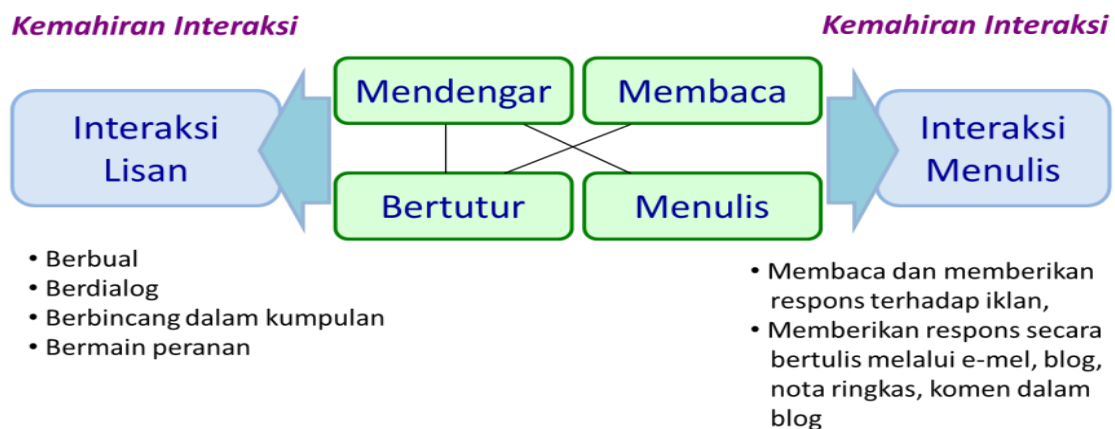 Kemahiran Interaksi
Kemahiran Interaksi
Interaksi
Lisan
Mendengar
Membaca
Bertutur
Menulis
Interaksi
Menulis
• Berbual
• Berdialog
• Berbincang dalam kumpulan
• Bermain peranan
• Membaca dan memberikan
respons terhadap iklan,
• Memberikan respons secara
bertulis melalui e-mel, blog,
nota ringkas, komen dalam
blog